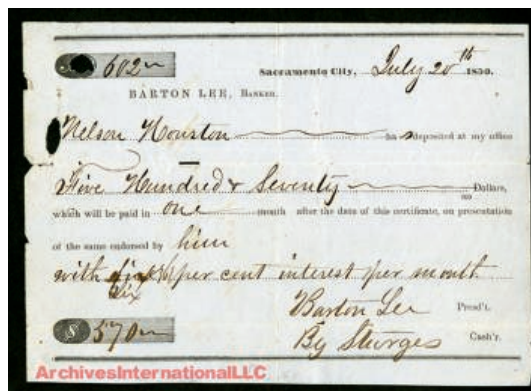 602
Sacramento City, July 20th 1850.
BARTON LEE, BANKER.
Nelson Houston has deposited at my office
Five Hundred & Seventy Dollars,
which will be paid in one month after the date of this certificate, on presentation
of the same endorsed by him
with six per cent interest per month
six
Barton Lee Presd't.
$ 570 By Sturges Cash'r.
ArchivesInternationalLLC